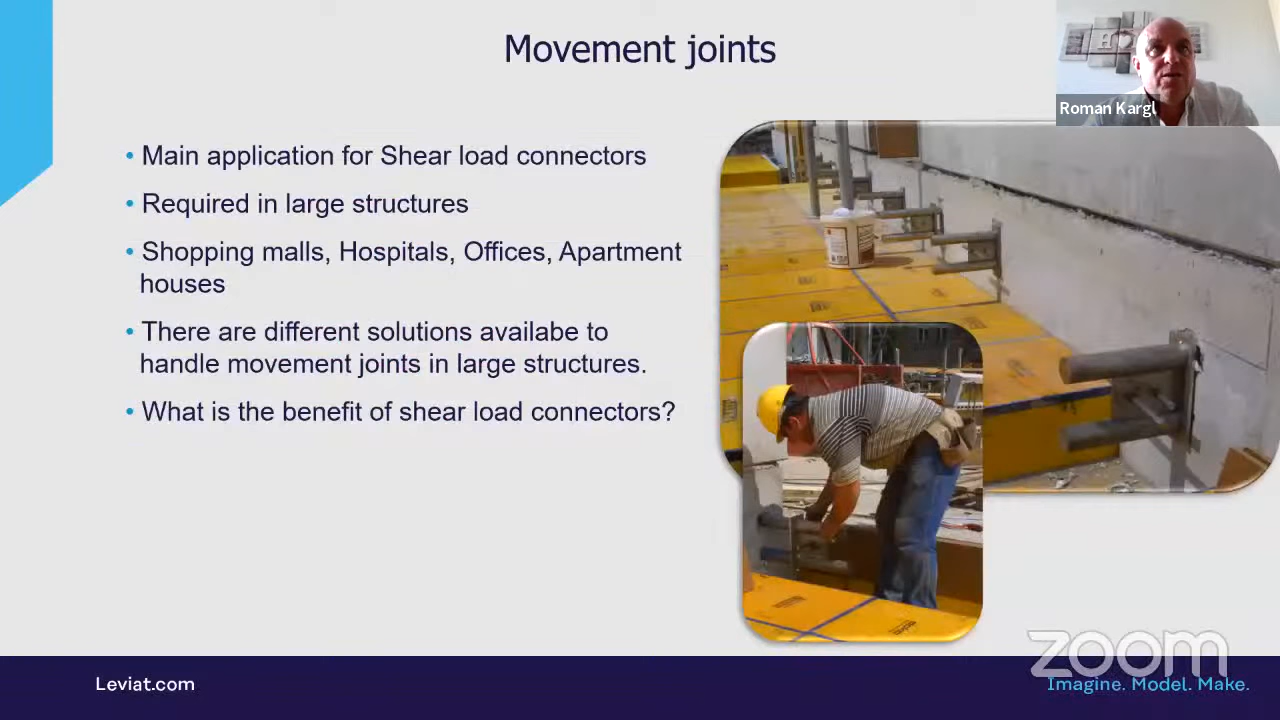 Movement joints
Roman Kargl
• Main application for Shear load connectors
• Required in large structures
• Shopping malls, Hospitals, Offices, Apartment
houses
• There are different solutions availabe to
handle movement joints in large structures.
• What is the benefit of shear load connectors?
zoom
Leviat.com
Imagine. Model. Make.